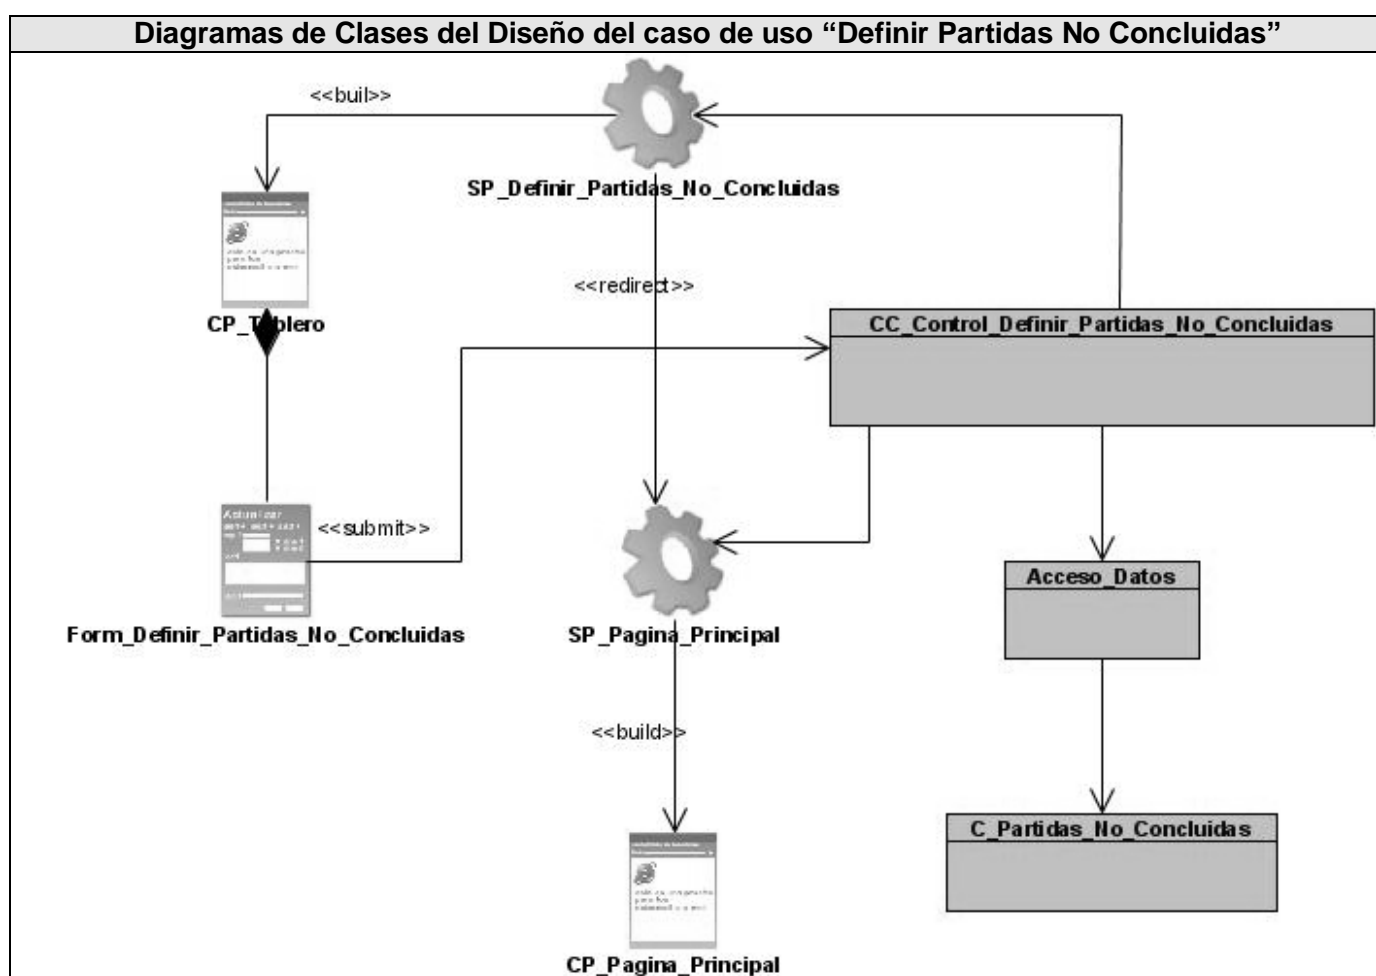 Diagramas de Clases del Diseño del caso de uso “Definir Partidas No Concluidas”
<<buil>>
SP_Definir_Partidas_No_Concluidas
<<redirect>>
CP_Tablero
CC_Control_Definir_Partidas_No_Concluidas
Actualizar
<<submit>>
Form_Definir_Partidas_No_Concluidas
SP_Pagina_Principal
Acceso_Datos
<<build>>
C_Partidas_No_Concluidas
CP_Pagina_Principal